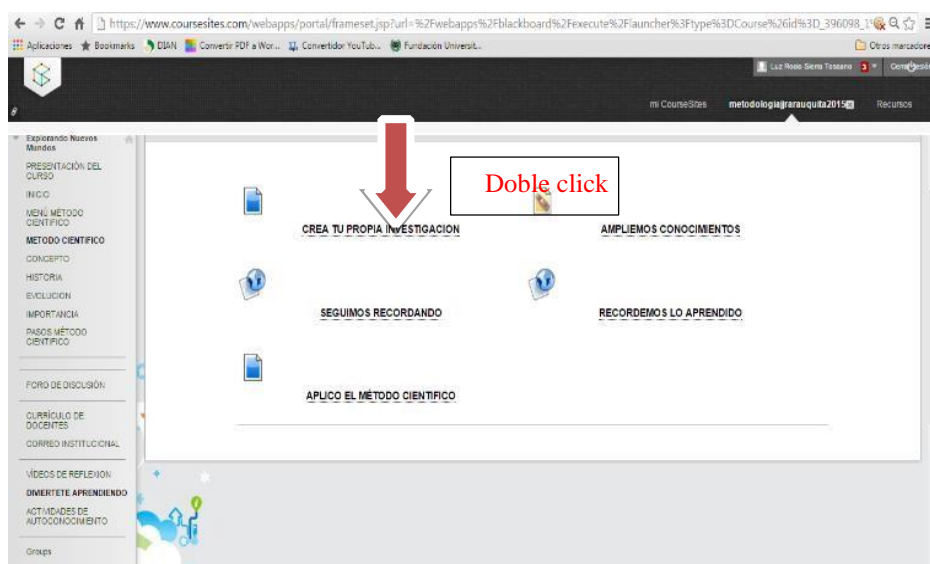 https://www.coursesites.com/webapps/portal/frameset.jsp?url=%2Fwebapps%2Fblackboard%2Fexecute%2Flauncher%3Ftype%3DCourse%26id%3D_396098_1
Aplicaciones Bookmarks DIAN Convertir PDF a Wor... Convertidor YouTub... Fundación Universit... Otros marcadore
Luz Rocio Sierra Toscano 3
mi CourseSites metodologiajjrarauquita2015 Recursos
Explorando Nuevos
Mundos
PRESENTACIÓN DEL
CURSO
INICIO
MENÚ MÉTODO
CIENTIFICO
METODO CIENTIFICO
CONCEPTO
HISTORIA
EVOLUCION
IMPORTANCIA
PASOS MÉTODO
CIENTIFICO
FORO DE DISCUSIÓN
CURRÍCULO DE
DOCENTES
CORREO INSTITUCIONAL
VÍDEOS DE REFLEXION
DIVIERTETE APRENDIENDO
ACTIVIDADES DE
AUTOCONOCIMIENTO
Groups
Doble click
CREA TU PROPIA INVESTIGACION
AMPLIEMOS CONOCIMIENTOS
SEGUIMOS RECORDANDO
RECORDEMOS LO APRENDIDO
APLICO EL MÉTODO CIENTIFICO